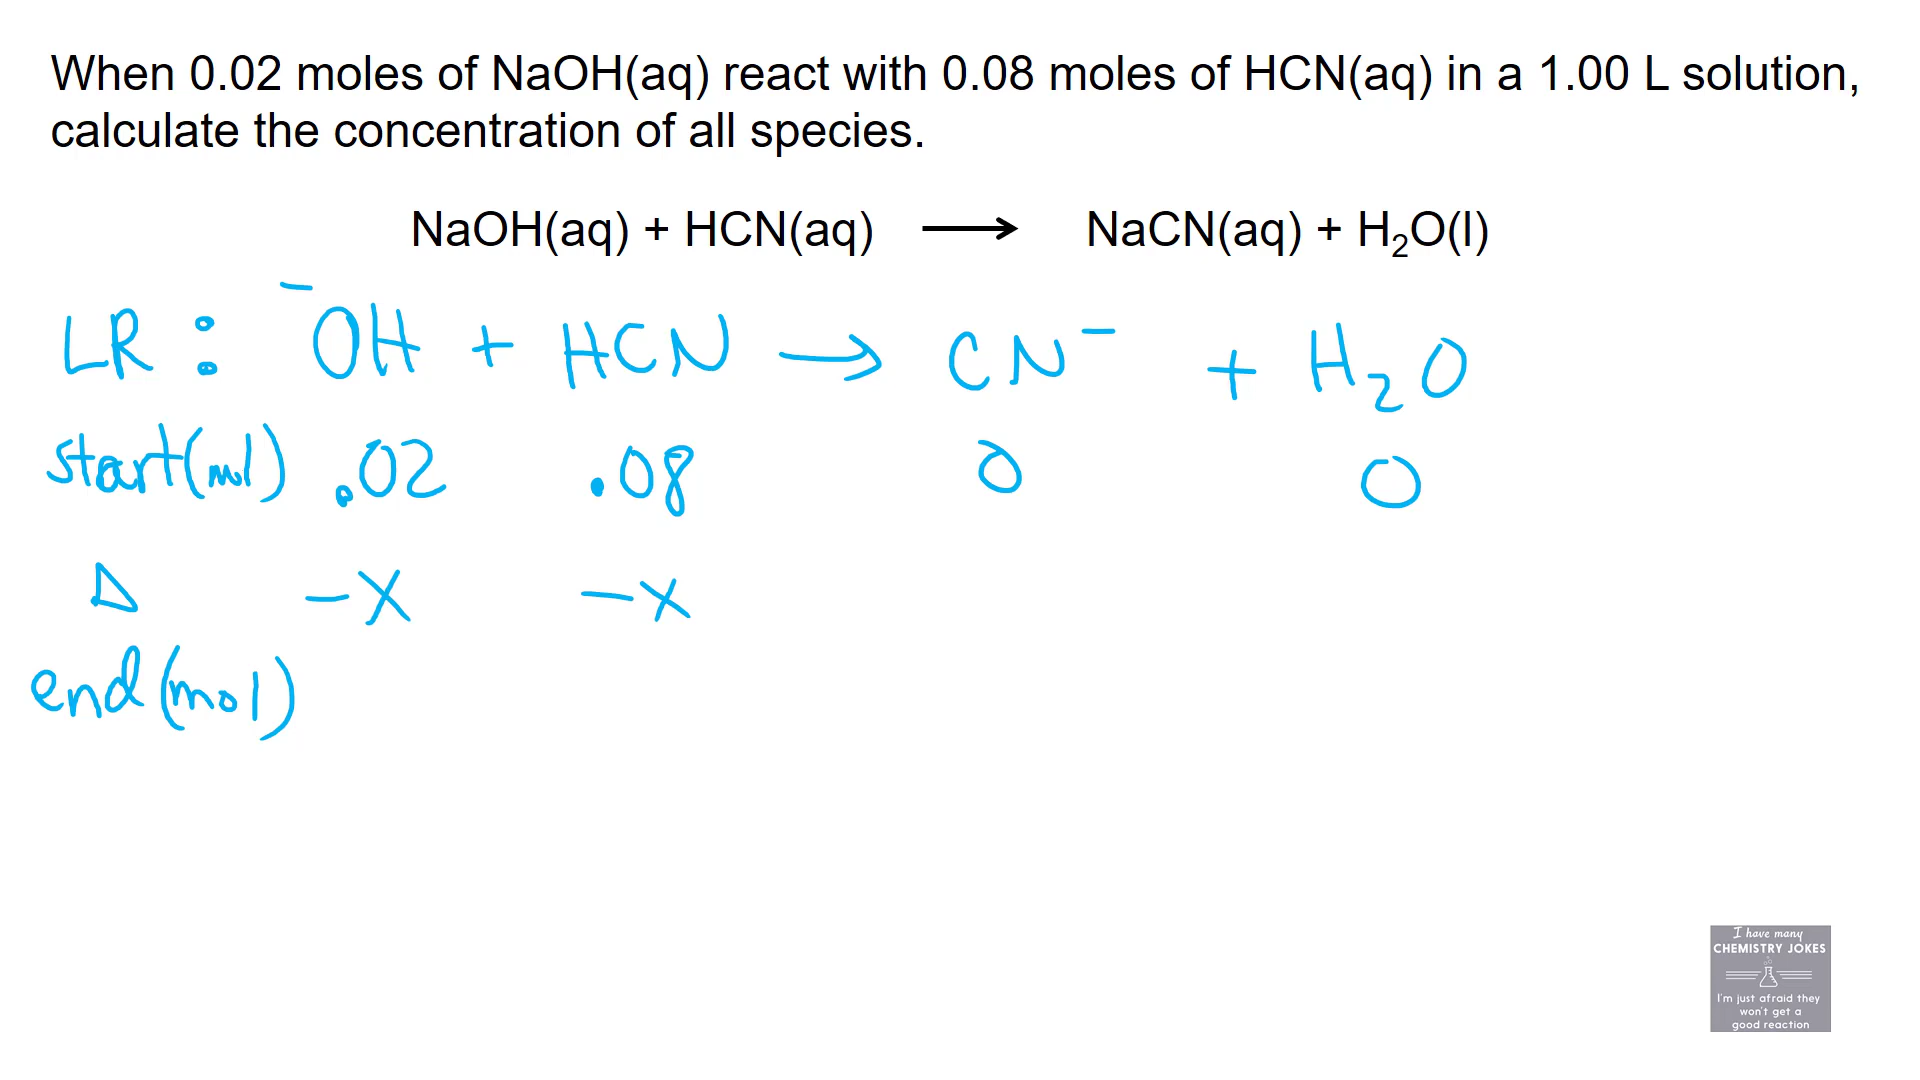 When 0.02 moles of NaOH(aq) react with 0.08 moles of HCN(aq) in a 1.00 L solution,
calculate the concentration of all species.
NaOH(aq) + HCN(aq) ⟶ NaCN(aq) + H₂O(l)
LR : ⁻OH + HCN → CN⁻ + H₂O
start(mol) .02 .08 0 0
Δ -x -x
end(mol)
I have many
CHEMISTRY JOKES
I'm just afraid they
won't get a
good reaction